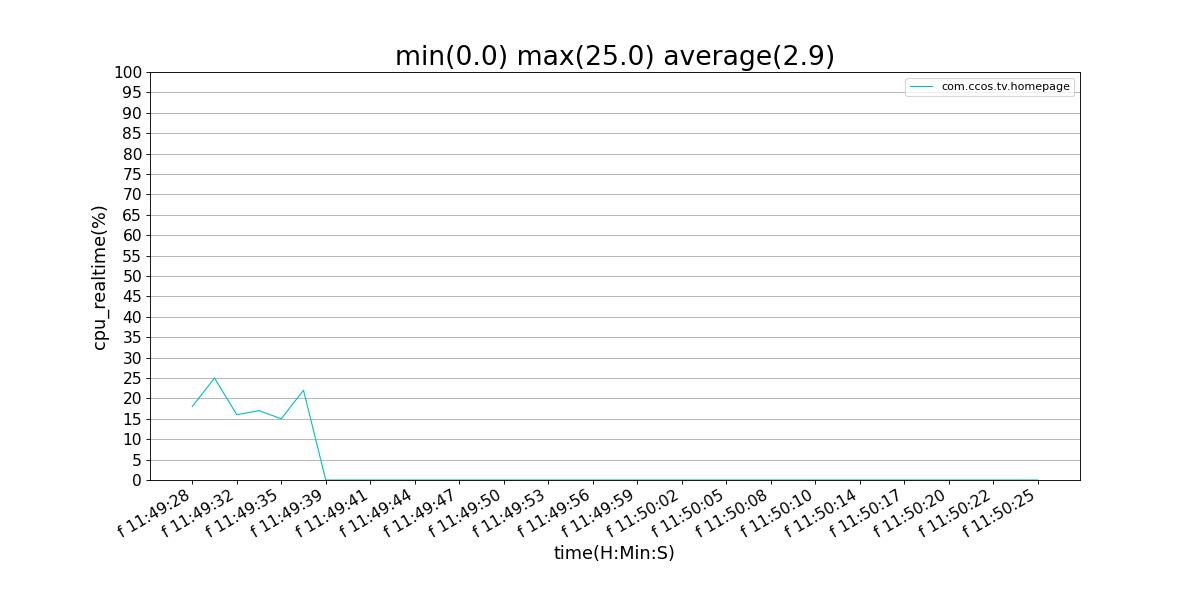 min(0.0) max(25.0) average(2.9)
com.ccos.tv.homepage
cpu_realtime(%)
100
95
90
85
80
75
70
65
60
55
50
45
40
35
30
25
20
15
10
5
0
f 11:49:28
f 11:49:32
f 11:49:35
f 11:49:39
f 11:49:41
f 11:49:44
f 11:49:47
f 11:49:50
f 11:49:53
f 11:49:56
f 11:49:59
f 11:50:02
f 11:50:05
f 11:50:08
f 11:50:10
f 11:50:14
f 11:50:17
f 11:50:20
f 11:50:22
f 11:50:25
time(H:Min:S)